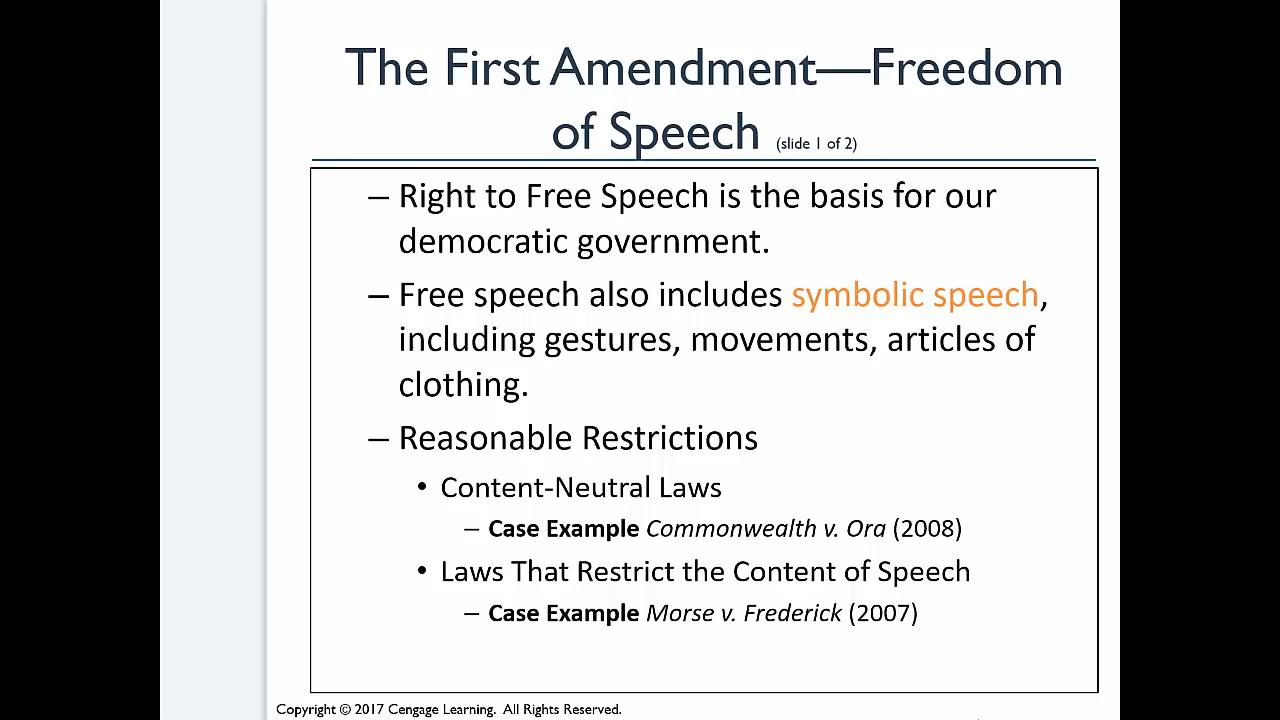 The First Amendment—Freedom
of Speech (slide 1 of 2)
– Right to Free Speech is the basis for our
democratic government.
– Free speech also includes symbolic speech,
including gestures, movements, articles of
clothing.
– Reasonable Restrictions
• Content-Neutral Laws
– Case Example Commonwealth v. Ora (2008)
• Laws That Restrict the Content of Speech
– Case Example Morse v. Frederick (2007)
Copyright © 2017 Cengage Learning. All Rights Reserved.